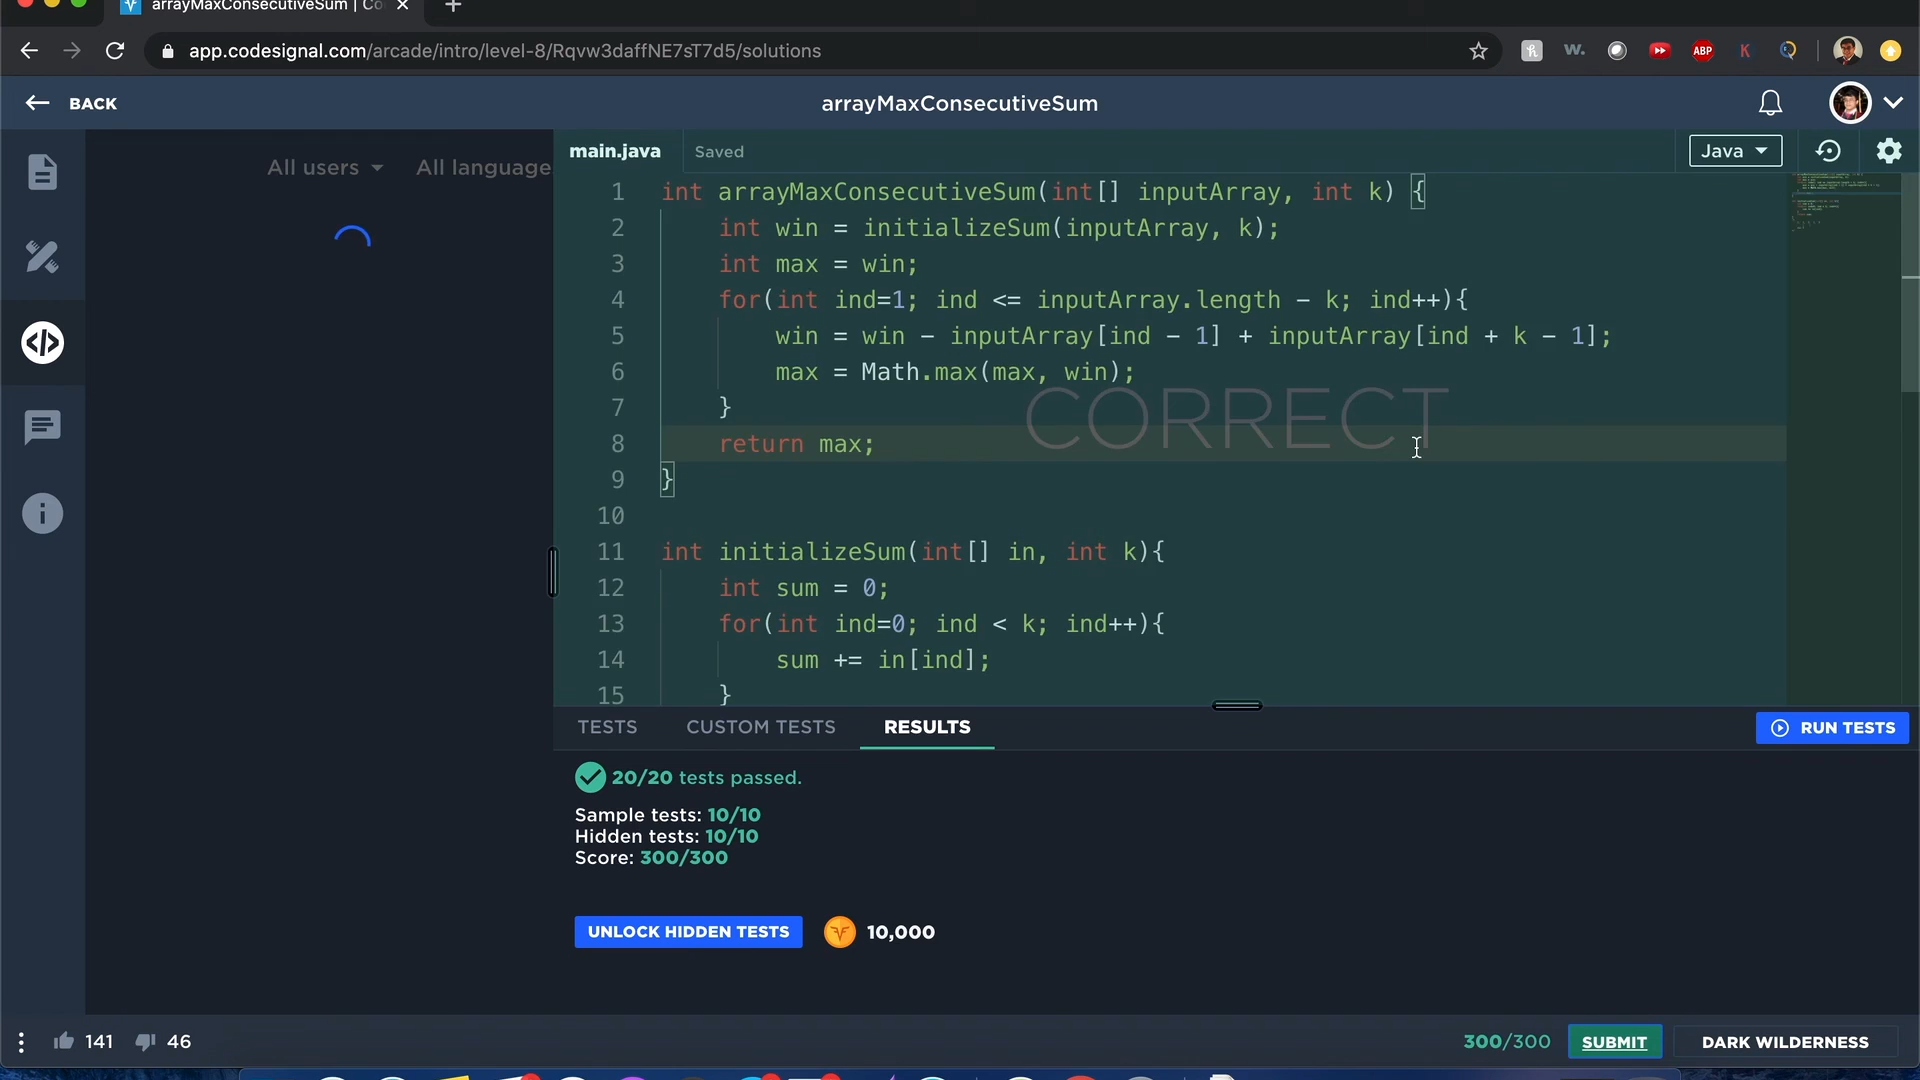 arrayMaxConsecutiveSum | Co
app.codesignal.com/arcade/intro/level-8/Rqvw3daffNE7sT7d5/solutions
W.
ABP
K
BACK
arrayMaxConsecutiveSum
All users
All language
main.java
Saved
Java
1 int arrayMaxConsecutiveSum(int[] inputArray, int k) {
2 int win = initializeSum(inputArray, k);
3 int max = win;
4 for(int ind=1; ind <= inputArray.length - k; ind++){
5 win = win - inputArray[ind - 1] + inputArray[ind + k - 1];
6 max = Math.max(max, win);
7 }
CORRECT
8 return max;
9 }
10
11 int initializeSum(int[] in, int k){
12 int sum = 0;
13 for(int ind=0; ind < k; ind++){
14 sum += in[ind];
15 }
TESTS
CUSTOM TESTS
RESULTS
RUN TESTS
20/20 tests passed.
Sample tests: 10/10
Hidden tests: 10/10
Score: 300/300
UNLOCK HIDDEN TESTS
10,000
141
46
300/300
SUBMIT
DARK WILDERNESS